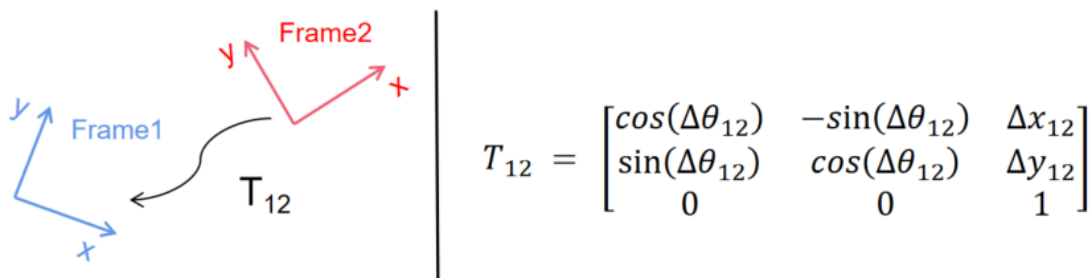 y Frame2
x
y Frame1
x
T₁₂
T₁₂ = [cos(Δθ₁₂) −sin(Δθ₁₂) Δx₁₂
sin(Δθ₁₂) cos(Δθ₁₂) Δy₁₂
0 0 1]